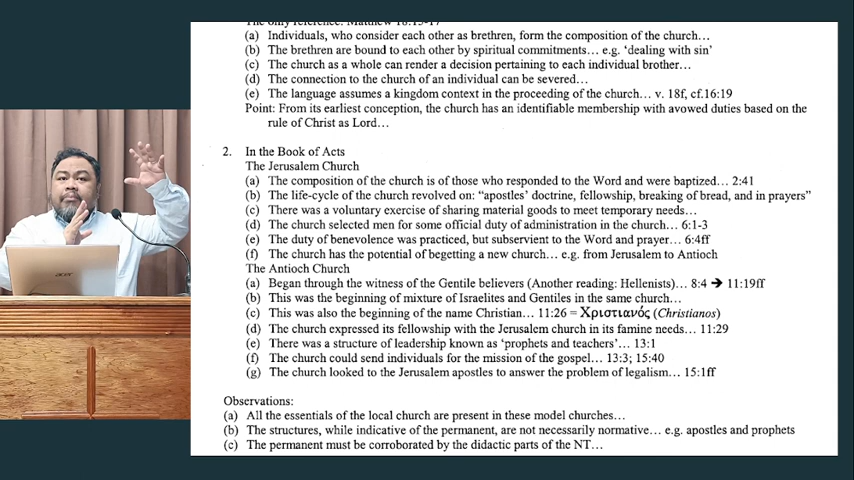 The only reference: Matthew 18:15-17
(a) Individuals, who consider each other as brethren, form the composition of the church…
(b) The brethren are bound to each other by spiritual commitments… e.g. ‘dealing with sin’
(c) The church as a whole can render a decision pertaining to each individual brother…
(d) The connection to the church of an individual can be severed…
(e) The language assumes a kingdom context in the proceeding of the church… v. 18f, cf.16:19
Point: From its earliest conception, the church has an identifiable membership with avowed duties based on the
rule of Christ as Lord…
2. In the Book of Acts
The Jerusalem Church
(a) The composition of the church is of those who responded to the Word and were baptized… 2:41
(b) The life-cycle of the church revolved on: “apostles’ doctrine, fellowship, breaking of bread, and in prayers”
(c) There was a voluntary exercise of sharing material goods to meet temporary needs…
(d) The church selected men for some official duty of administration in the church… 6:1-3
(e) The duty of benevolence was practiced, but subservient to the Word and prayer… 6:4ff
(f) The church has the potential of begetting a new church… e.g. from Jerusalem to Antioch
The Antioch Church
(a) Began through the witness of the Gentile believers (Another reading: Hellenists)… 8:4 ➔ 11:19ff
(b) This was the beginning of mixture of Israelites and Gentiles in the same church…
(c) This was also the beginning of the name Christian… 11:26 = Χριστιανός (Christianos)
(d) The church expressed its fellowship with the Jerusalem church in its famine needs… 11:29
(e) There was a structure of leadership known as ‘prophets and teachers’… 13:1
(f) The church could send individuals for the mission of the gospel… 13:3; 15:40
(g) The church looked to the Jerusalem apostles to answer the problem of legalism… 15:1ff
Observations:
(a) All the essentials of the local church are present in these model churches…
(b) The structures, while indicative of the permanent, are not necessarily normative… e.g. apostles and prophets
(c) The permanent must be corroborated by the didactic parts of the NT…
acer